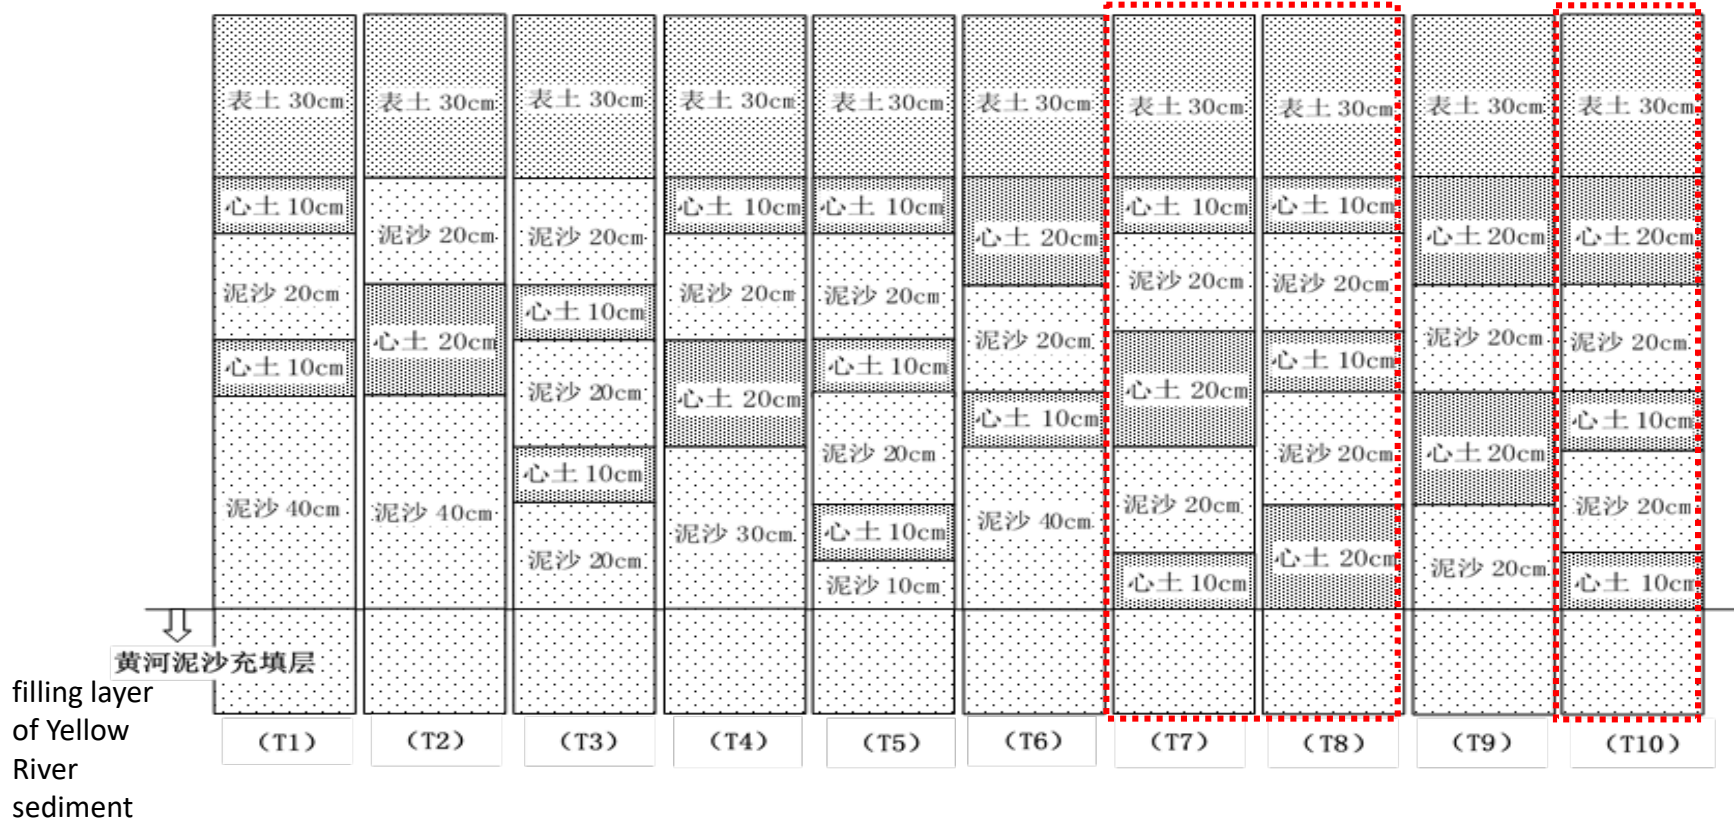 表土 30cm
心土 10cm
泥沙 20cm
心土 10cm
泥沙 40cm
(T1)
表土 30cm
泥沙 20cm
心土 20cm
泥沙 40cm
(T2)
表土 30cm
泥沙 20cm
心土 10cm
泥沙 20cm
心土 10cm
泥沙 20cm
(T3)
表土 30cm
心土 10cm
泥沙 20cm
心土 20cm
泥沙 30cm
(T4)
表土 30cm
心土 10cm
泥沙 20cm
心土 10cm
泥沙 20cm
心土 10cm
泥沙 10cm
(T5)
表土 30cm
心土 20cm
泥沙 20cm
心土 10cm
泥沙 40cm
(T6)
表土 30cm
心土 10cm
泥沙 20cm
心土 20cm
泥沙 20cm
心土 10cm
(T7)
表土 30cm
心土 10cm
泥沙 20cm
心土 10cm
泥沙 20cm
心土 20cm
(T8)
表土 30cm
心土 20cm
泥沙 20cm
心土 20cm
泥沙 20cm
(T9)
表土 30cm
心土 20cm
泥沙 20cm
心土 10cm
泥沙 20cm
心土 10cm
(T10)
黄河泥沙充填层
filling layer
of Yellow
River
sediment